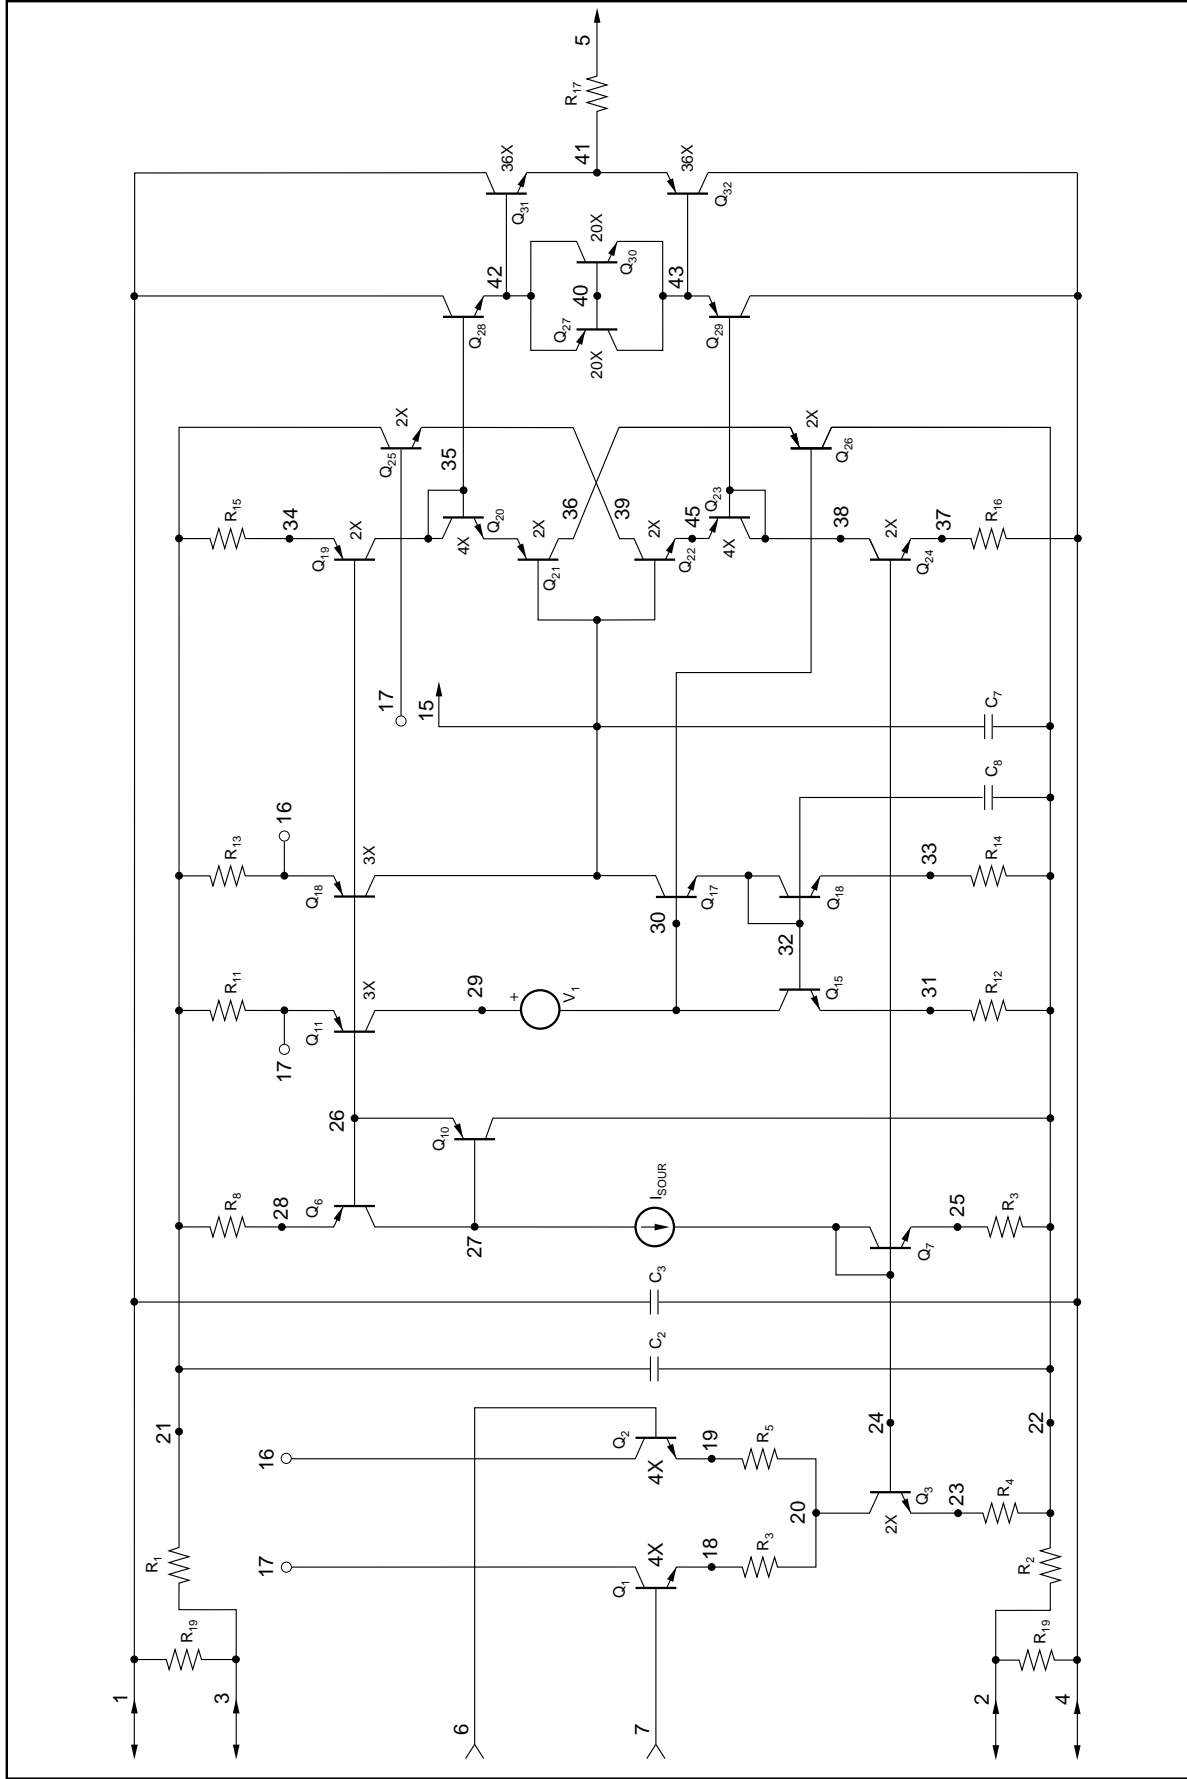 1
3
R19
R1
21
17
16
6
7
Q1
4X
18
R3
Q2
4X
19
R5
20
Q3
2X
23
R4
24
22
R2
2
R19
4
C2
C3
R8
28
Q6
27
ISOUR
Q7
25
R3
26
Q10
R11
17
Q11
3X
29
+
V1
Q15
31
R12
R13
16
Q18
3X
30
Q17
32
Q18
33
R14
C8
C7
15
17
R15
34
Q19
2X
35
Q20
4X
Q21
2X
36
39
2X
Q22
45
Q23
4X
38
Q24
2X
37
R16
Q25
2X
Q26
2X
Q28
42
Q27
20X
40
Q30
20X
43
Q29
Q31
36X
41
Q32
36X
R17
5